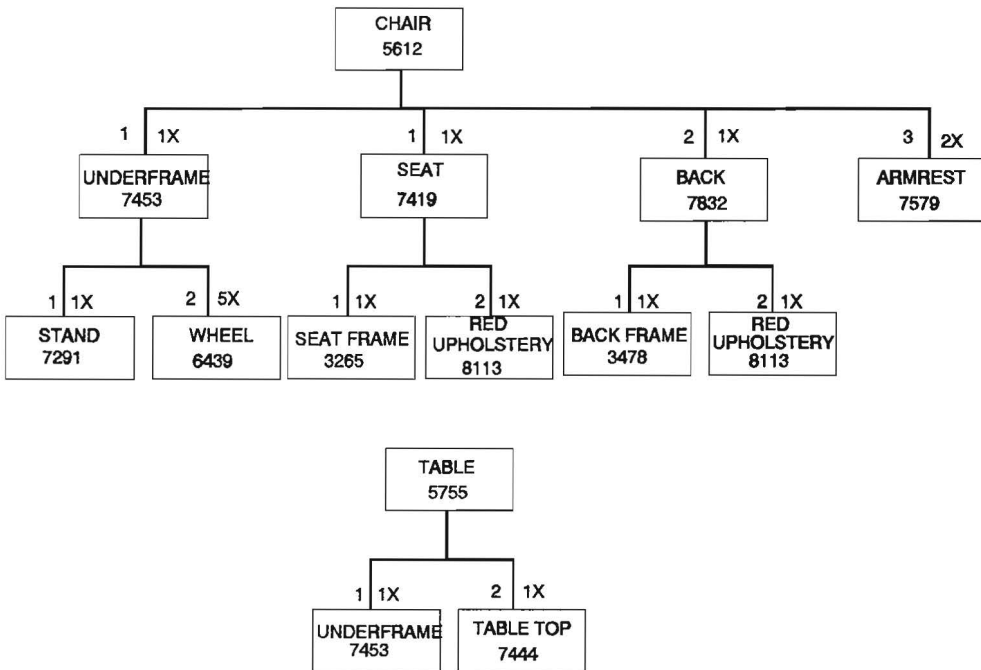 CHAIR
5612
1 1X
1 1X
2 1X
3 2X
UNDERFRAME
7453
SEAT
7419
BACK
7832
ARMREST
7579
1 1X
2 5X
1 1X
2 1X
1 1X
2 1X
STAND
7291
WHEEL
6439
SEAT FRAME
3265
RED
UPHOLSTERY
8113
BACK FRAME
3478
RED
UPHOLSTERY
8113
TABLE
5755
1 1X
2 1X
UNDERFRAME
7453
TABLE TOP
7444